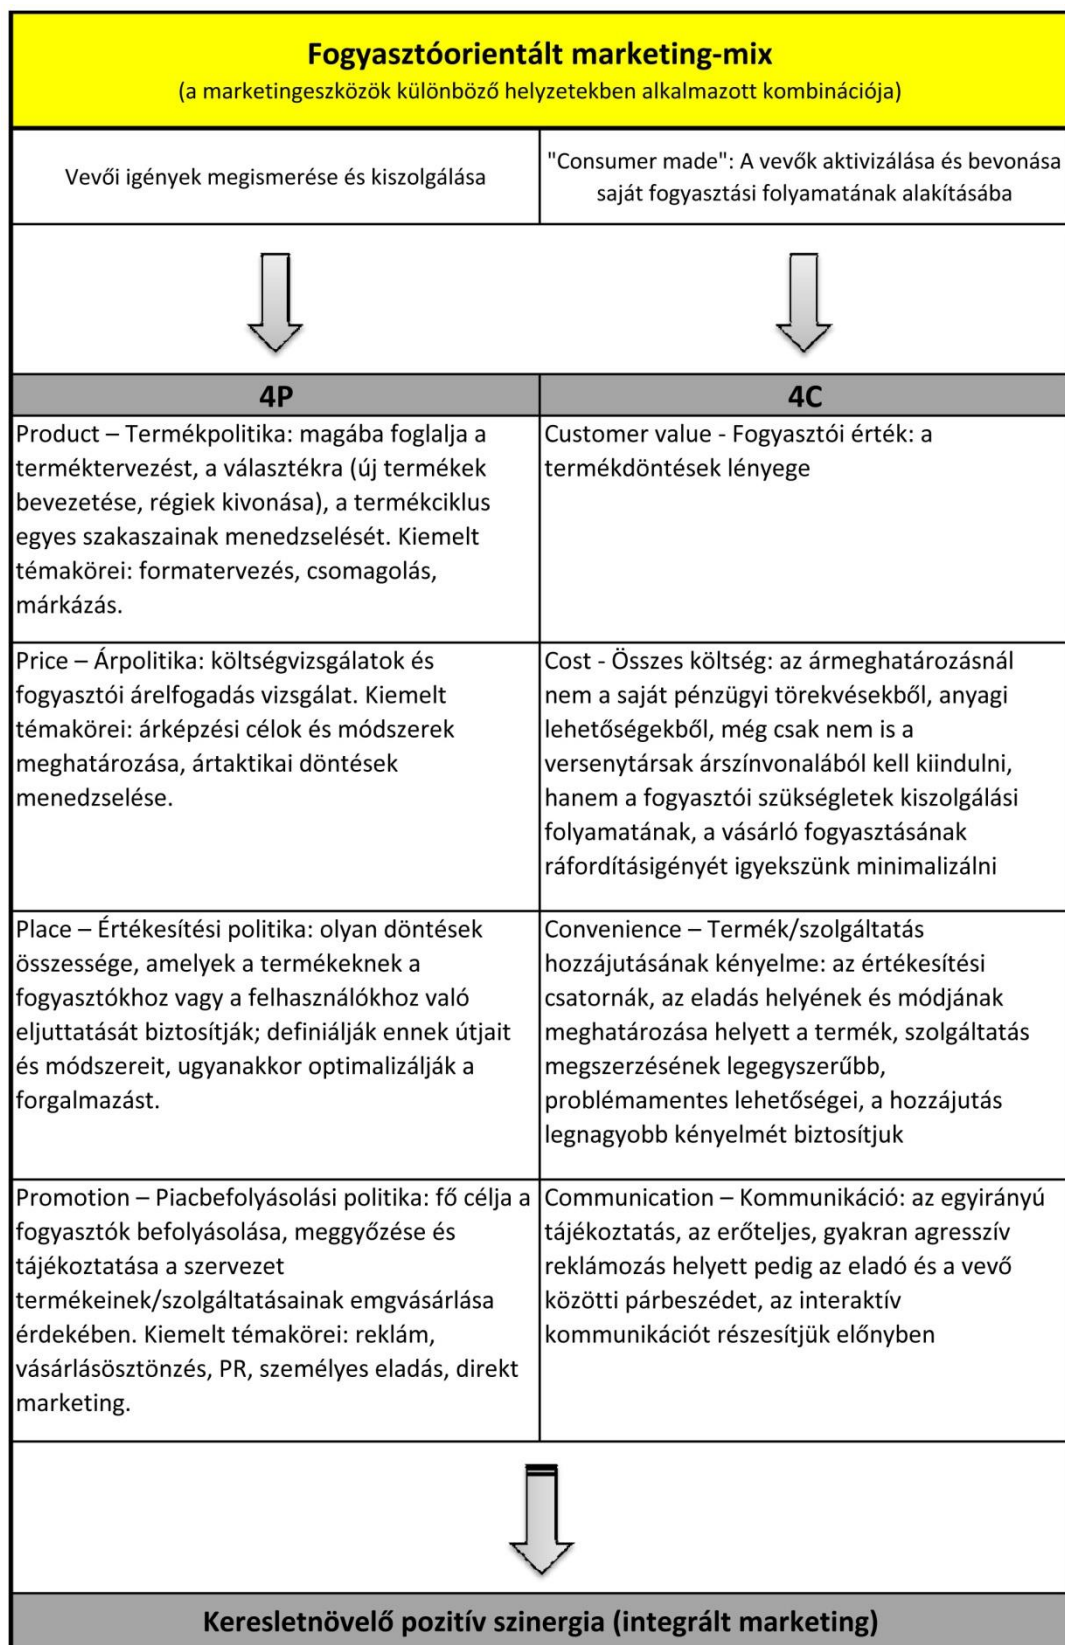 Fogyasztóorientált marketing-mix
(a marketingeszközök különböző helyzetekben alkalmazott kombinációja)
Vevői igények megismerése és kiszolgálása
"Consumer made": A vevők aktivizálása és bevonása
saját fogyasztási folyamatának alakításába
4P
4C
Product – Termékpolitika: magába foglalja a
terméktervezést, a választékra (új termékek
bevezetése, régiek kivonása), a termékciklus
egyes szakaszainak menedzselését. Kiemelt
témakörei: formatervezés, csomagolás,
márkázás.
Customer value - Fogyasztói érték: a
termékdöntések lényege
Price – Árpolitika: költségvizsgálatok és
fogyasztói árelfogadás vizsgálat. Kiemelt
témakörei: árképzési célok és módszerek
meghatározása, ártaktikai döntések
menedzselése.
Cost - Összes költség: az ármeghatározásnál
nem a saját pénzügyi törekvésekből, anyagi
lehetőségekből, még csak nem is a
versenytársak árszínvonalából kell kiindulni,
hanem a fogyasztói szükségletek kiszolgálási
folyamatának, a vásárló fogyasztásának
ráfordításigényét igyekszünk minimalizálni
Place – Értékesítési politika: olyan döntések
összessége, amelyek a termékeknek a
fogyasztókhoz vagy a felhasználókhoz való
eljuttatását biztosítják; definiálják ennek útjait
és módszereit, ugyanakkor optimalizálják a
forgalmazást.
Convenience – Termék/szolgáltatás
hozzájutásának kényelme: az értékesítési
csatornák, az eladás helyének és módjának
meghatározása helyett a termék, szolgáltatás
megszerzésének legegyszerűbb,
problémamentes lehetőségei, a hozzájutás
legnagyobb kényelmét biztosítjuk
Promotion – Piacbefolyásolási politika: fő célja a
fogyasztók befolyásolása, meggyőzése és
tájékoztatása a szervezet
termékeinek/szolgáltatásainak emgvásárlása
érdekében. Kiemelt témakörei: reklám,
vásárlásösztönzés, PR, személyes eladás, direkt
marketing.
Communication – Kommunikáció: az egyirányú
tájékoztatás, az erőteljes, gyakran agresszív
reklámozás helyett pedig az eladó és a vevő
közötti párbeszédet, az interaktív
kommunikációt részesítjük előnyben
Keresletnövelő pozitív szinergia (integrált marketing)